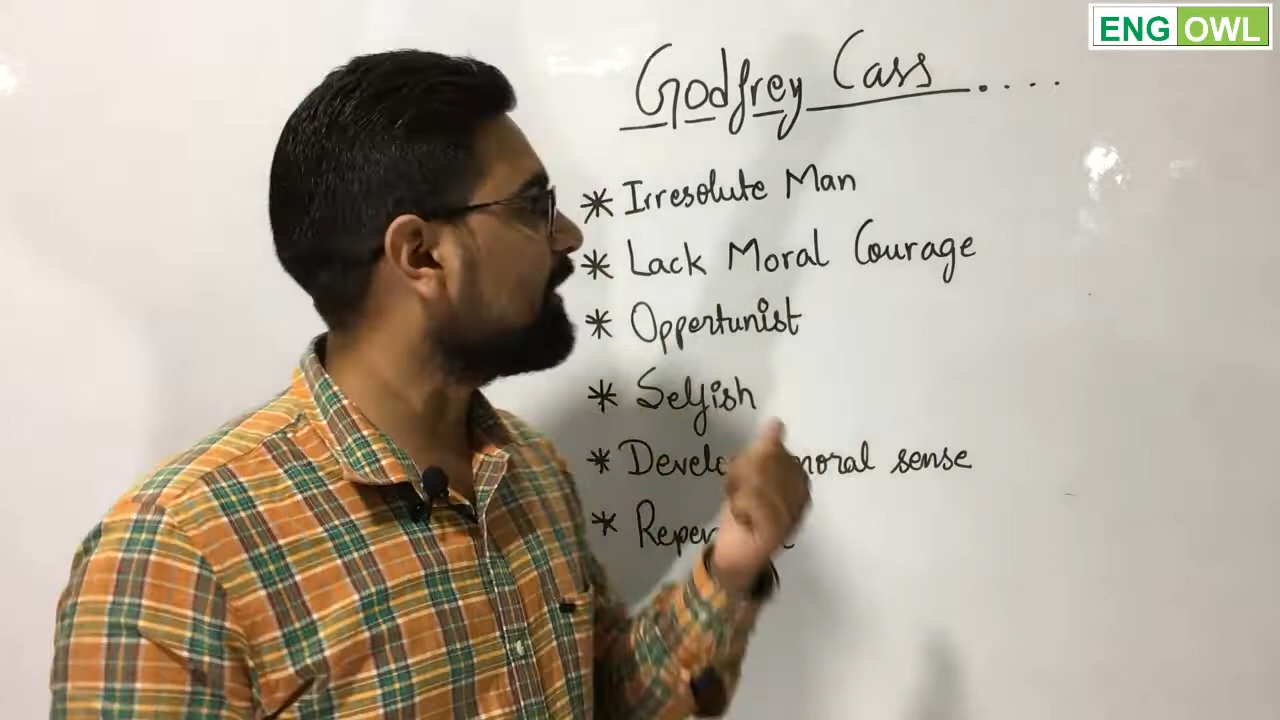 ENG OWL
Godfrey Cass....
* Irresolute Man
* Lack Moral Courage
* Oppertunist
* Selfish
* moral sense
*